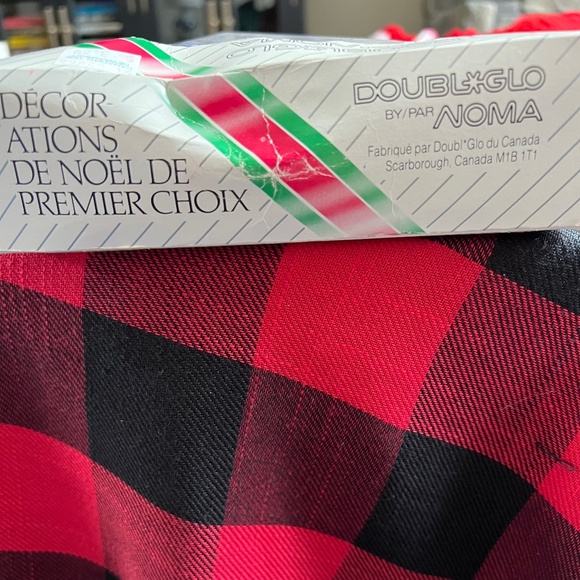 DÉCOR-
ATIONS
DE NOËL DE
PREMIER CHOIX
DOUBL*GLO
BY/PAR NOMA
Fabriqué par Doubl*Glo du Canada
Scarborough, Canada M1B 1T1